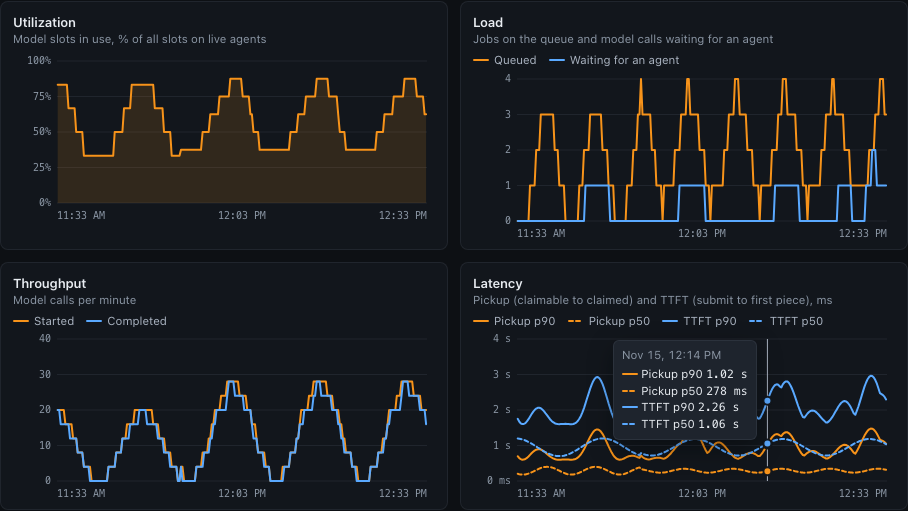 Utilization
Model slots in use, % of all slots on live agents
100%
75%
50%
25%
0%
11:33 AM 12:03 PM 12:33 PM
Load
Jobs on the queue and model calls waiting for an agent
Queued Waiting for an agent
4
3
2
1
0
11:33 AM 12:03 PM 12:33 PM
Throughput
Model calls per minute
Started Completed
40
30
20
10
0
11:33 AM 12:03 PM 12:33 PM
Latency
Pickup (claimable to claimed) and TTFT (submit to first piece), ms
Pickup p90 Pickup p50 TTFT p90 TTFT p50
4 s
3 s
2 s
1 s
0 ms
Nov 15, 12:14 PM
Pickup p90 1.02 s
Pickup p50 278 ms
TTFT p90 2.26 s
TTFT p50 1.06 s
11:33 AM 12:03 PM 12:33 PM